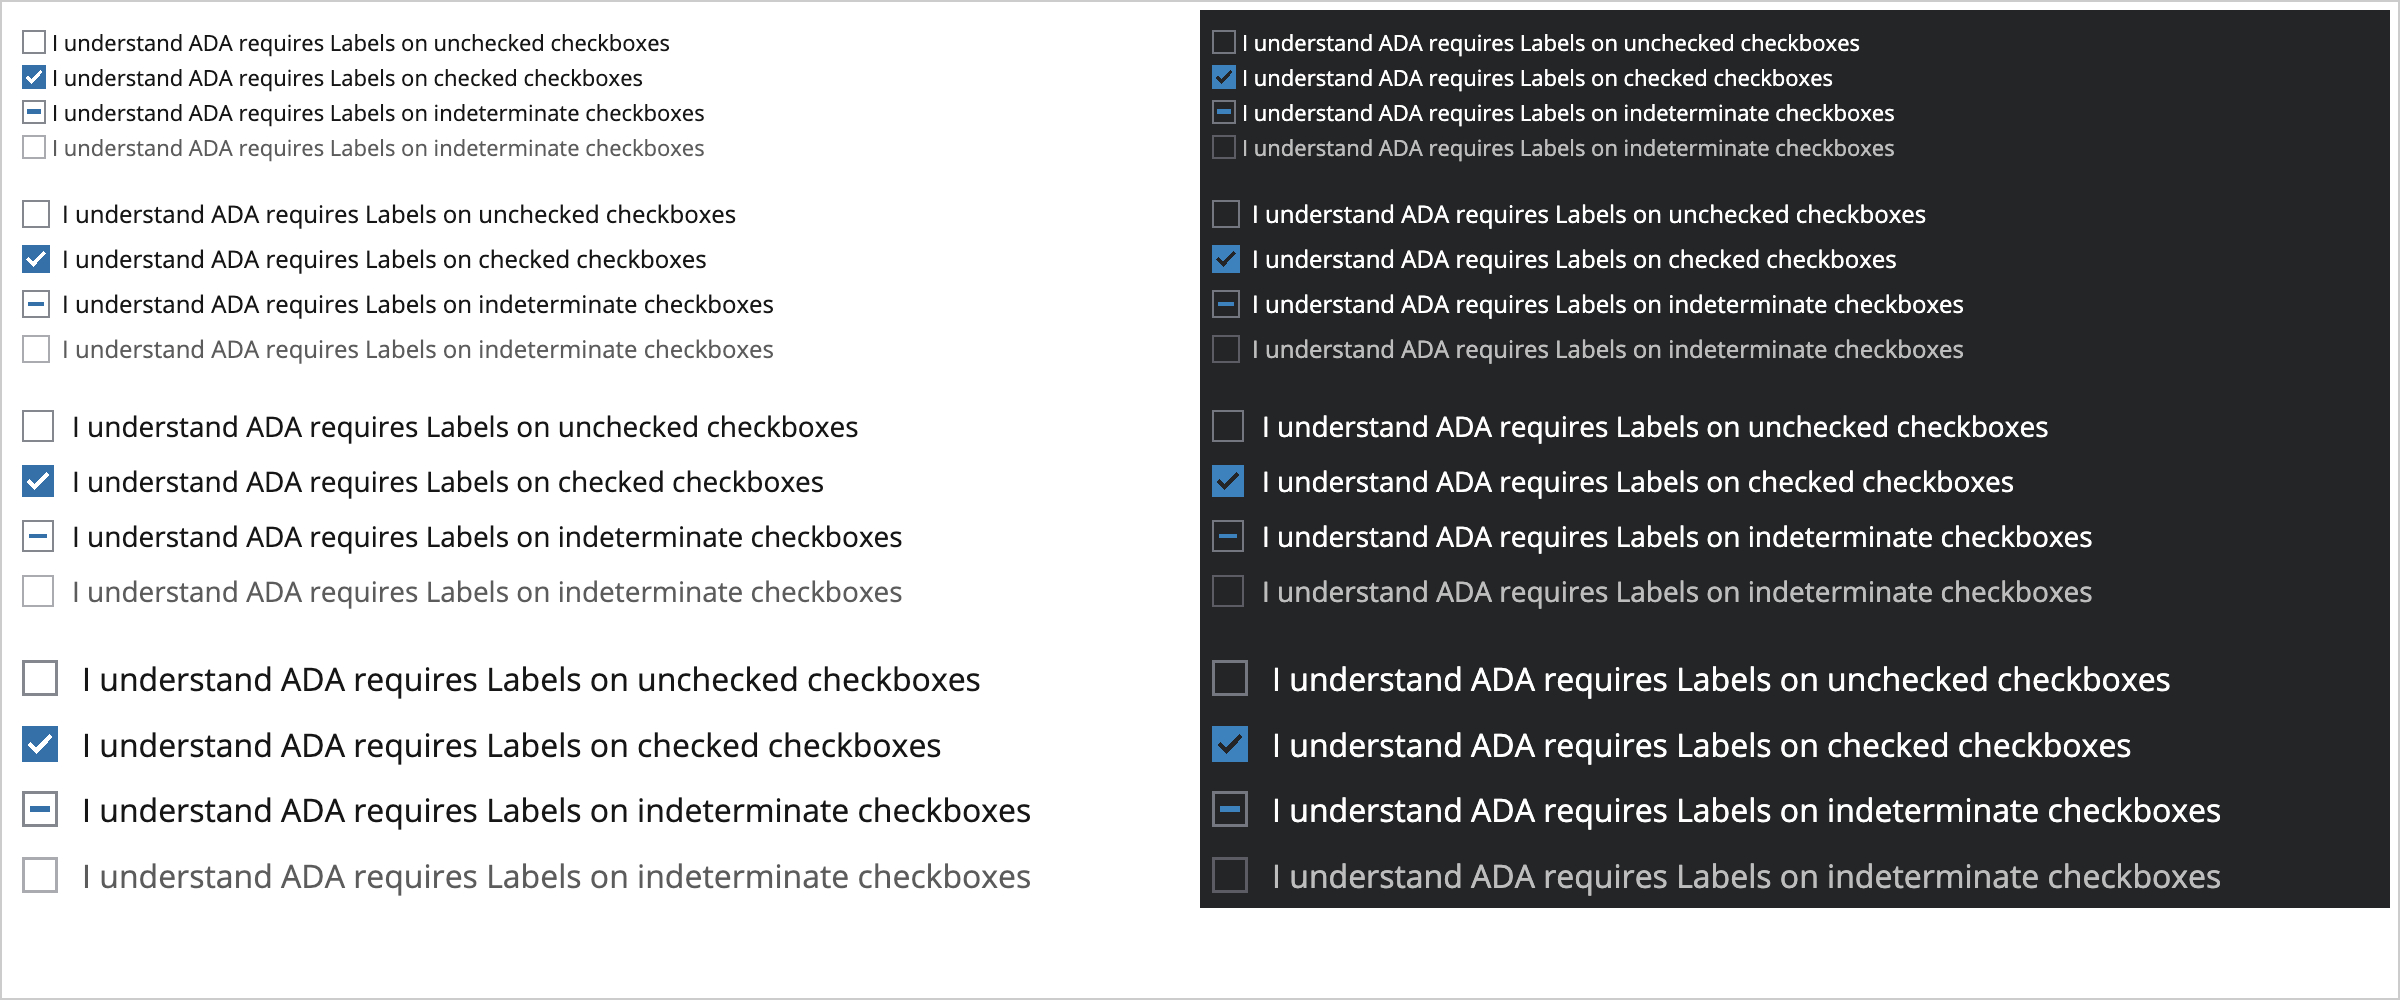 I understand ADA requires Labels on unchecked checkboxes
I understand ADA requires Labels on checked checkboxes
I understand ADA requires Labels on indeterminate checkboxes
I understand ADA requires Labels on indeterminate checkboxes
I understand ADA requires Labels on unchecked checkboxes
I understand ADA requires Labels on checked checkboxes
I understand ADA requires Labels on indeterminate checkboxes
I understand ADA requires Labels on indeterminate checkboxes
I understand ADA requires Labels on unchecked checkboxes
I understand ADA requires Labels on checked checkboxes
I understand ADA requires Labels on indeterminate checkboxes
I understand ADA requires Labels on indeterminate checkboxes
I understand ADA requires Labels on unchecked checkboxes
I understand ADA requires Labels on checked checkboxes
I understand ADA requires Labels on indeterminate checkboxes
I understand ADA requires Labels on indeterminate checkboxes
I understand ADA requires Labels on unchecked checkboxes
I understand ADA requires Labels on checked checkboxes
I understand ADA requires Labels on indeterminate checkboxes
I understand ADA requires Labels on indeterminate checkboxes
I understand ADA requires Labels on unchecked checkboxes
I understand ADA requires Labels on checked checkboxes
I understand ADA requires Labels on indeterminate checkboxes
I understand ADA requires Labels on indeterminate checkboxes
I understand ADA requires Labels on unchecked checkboxes
I understand ADA requires Labels on checked checkboxes
I understand ADA requires Labels on indeterminate checkboxes
I understand ADA requires Labels on indeterminate checkboxes
I understand ADA requires Labels on unchecked checkboxes
I understand ADA requires Labels on checked checkboxes
I understand ADA requires Labels on indeterminate checkboxes
I understand ADA requires Labels on indeterminate checkboxes